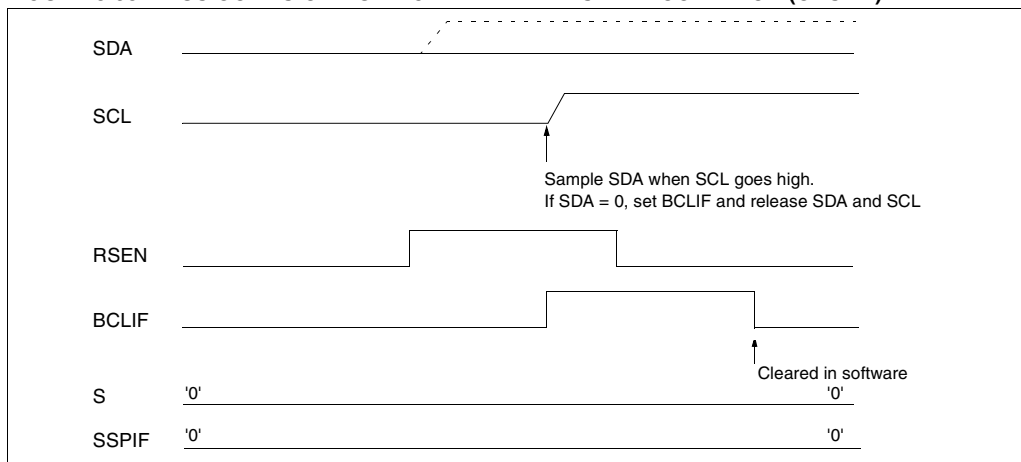 SDA
SCL
Sample SDA when SCL goes high.
If SDA = 0, set BCLIF and release SDA and SCL
RSEN
BCLIF
Cleared in software
S '0' '0'
SSPIF '0' '0'